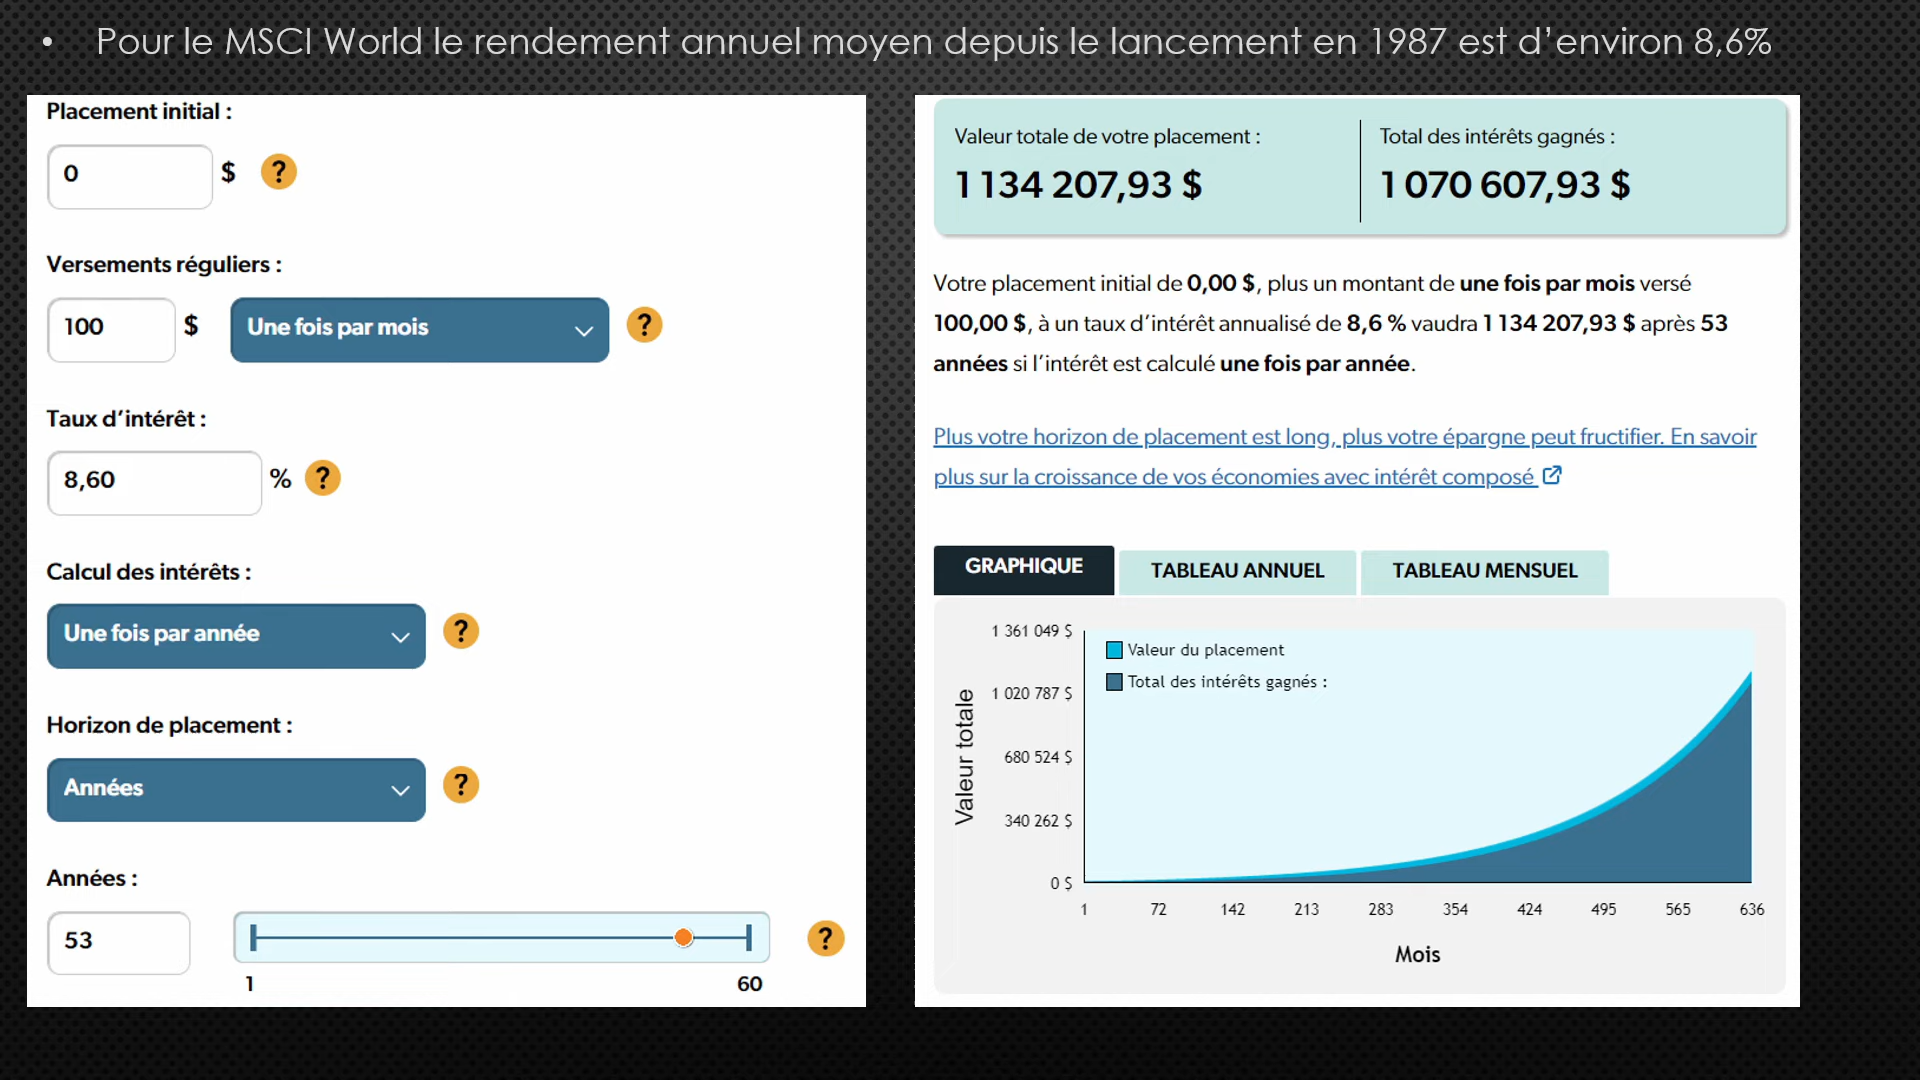 • Pour le MSCI World le rendement annuel moyen depuis le lancement en 1987 est d’environ 8,6%
Placement initial :
0 $ ?
Versements réguliers :
100 $ Une fois par mois ?
Taux d’intérêt :
8,60 % ?
Calcul des intérêts :
Une fois par année ?
Horizon de placement :
Années ?
Années :
53 ?
1 60
Valeur totale de votre placement :
1 134 207,93 $
Total des intérêts gagnés :
1 070 607,93 $
Votre placement initial de 0,00 $, plus un montant de une fois par mois versé
100,00 $, à un taux d’intérêt annualisé de 8,6 % vaudra 1 134 207,93 $ après 53
années si l’intérêt est calculé une fois par année.
Plus votre horizon de placement est long, plus votre épargne peut fructifier. En savoir
plus sur la croissance de vos économies avec intérêt composé
GRAPHIQUE TABLEAU ANNUEL TABLEAU MENSUEL
Valeur totale
1 361 049 $
1 020 787 $
680 524 $
340 262 $
0 $
Valeur du placement
Total des intérêts gagnés :
1 72 142 213 283 354 424 495 565 636
Mois